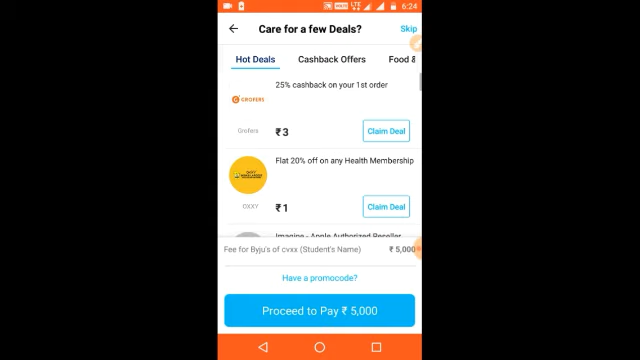 6:24
Care for a few Deals?
Skip
Hot Deals
Cashback Offers
Food &
25% cashback on your 1st order
GROFERS
Grofers
₹ 3
Claim Deal
Flat 20% off on any Health Membership
OXXY
₹ 1
Claim Deal
Imagine - Apple Authorized Reseller
Fee for Byju's of cvxx (Student's Name)
₹ 5,000
Have a promocode?
Proceed to Pay ₹ 5,000